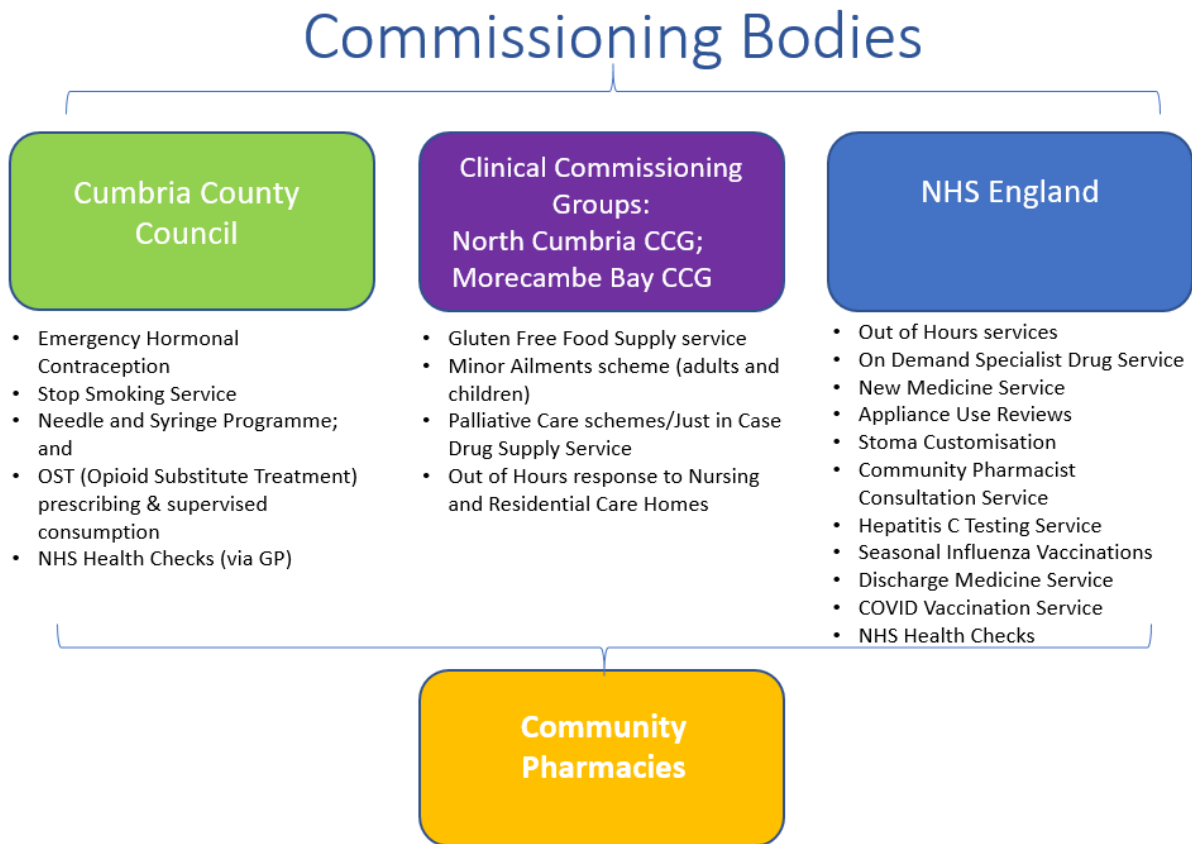 Commissioning Bodies
Cumbria County
Council
• Emergency Hormonal
Contraception
• Stop Smoking Service
• Needle and Syringe Programme;
and
• OST (Opioid Substitute Treatment)
prescribing & supervised
consumption
• NHS Health Checks (via GP)
Clinical Commissioning
Groups:
North Cumbria CCG;
Morecambe Bay CCG
• Gluten Free Food Supply service
• Minor Ailments scheme (adults and
children)
• Palliative Care schemes/Just in Case
Drug Supply Service
• Out of Hours response to Nursing
and Residential Care Homes
NHS England
• Out of Hours services
• On Demand Specialist Drug Service
• New Medicine Service
• Appliance Use Reviews
• Stoma Customisation
• Community Pharmacist
Consultation Service
• Hepatitis C Testing Service
• Seasonal Influenza Vaccinations
• Discharge Medicine Service
• COVID Vaccination Service
• NHS Health Checks
Community
Pharmacies